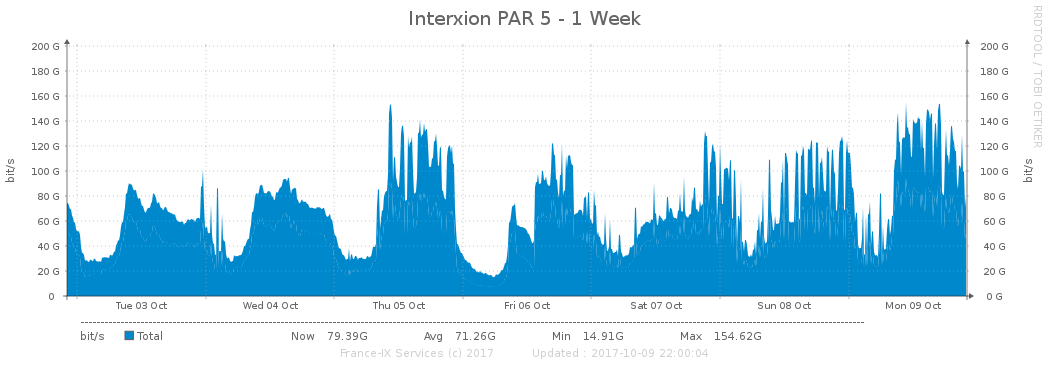 Interxion PAR 5 - 1 Week
RRDTOOL / TOBI OETIKER
200 G 200 G
180 G 180 G
160 G 160 G
140 G 140 G
120 G 120 G
100 G 100 G
80 G 80 G
60 G 60 G
40 G 40 G
20 G 20 G
0 0 G
bit/s
bit/s
Tue 03 Oct Wed 04 Oct Thu 05 Oct Fri 06 Oct Sat 07 Oct Sun 08 Oct Mon 09 Oct
bit/s Total Now 79.39G Avg 71.26G Min 14.91G Max 154.62G
France-IX Services (c) 2017 Updated : 2017-10-09 22:00:04